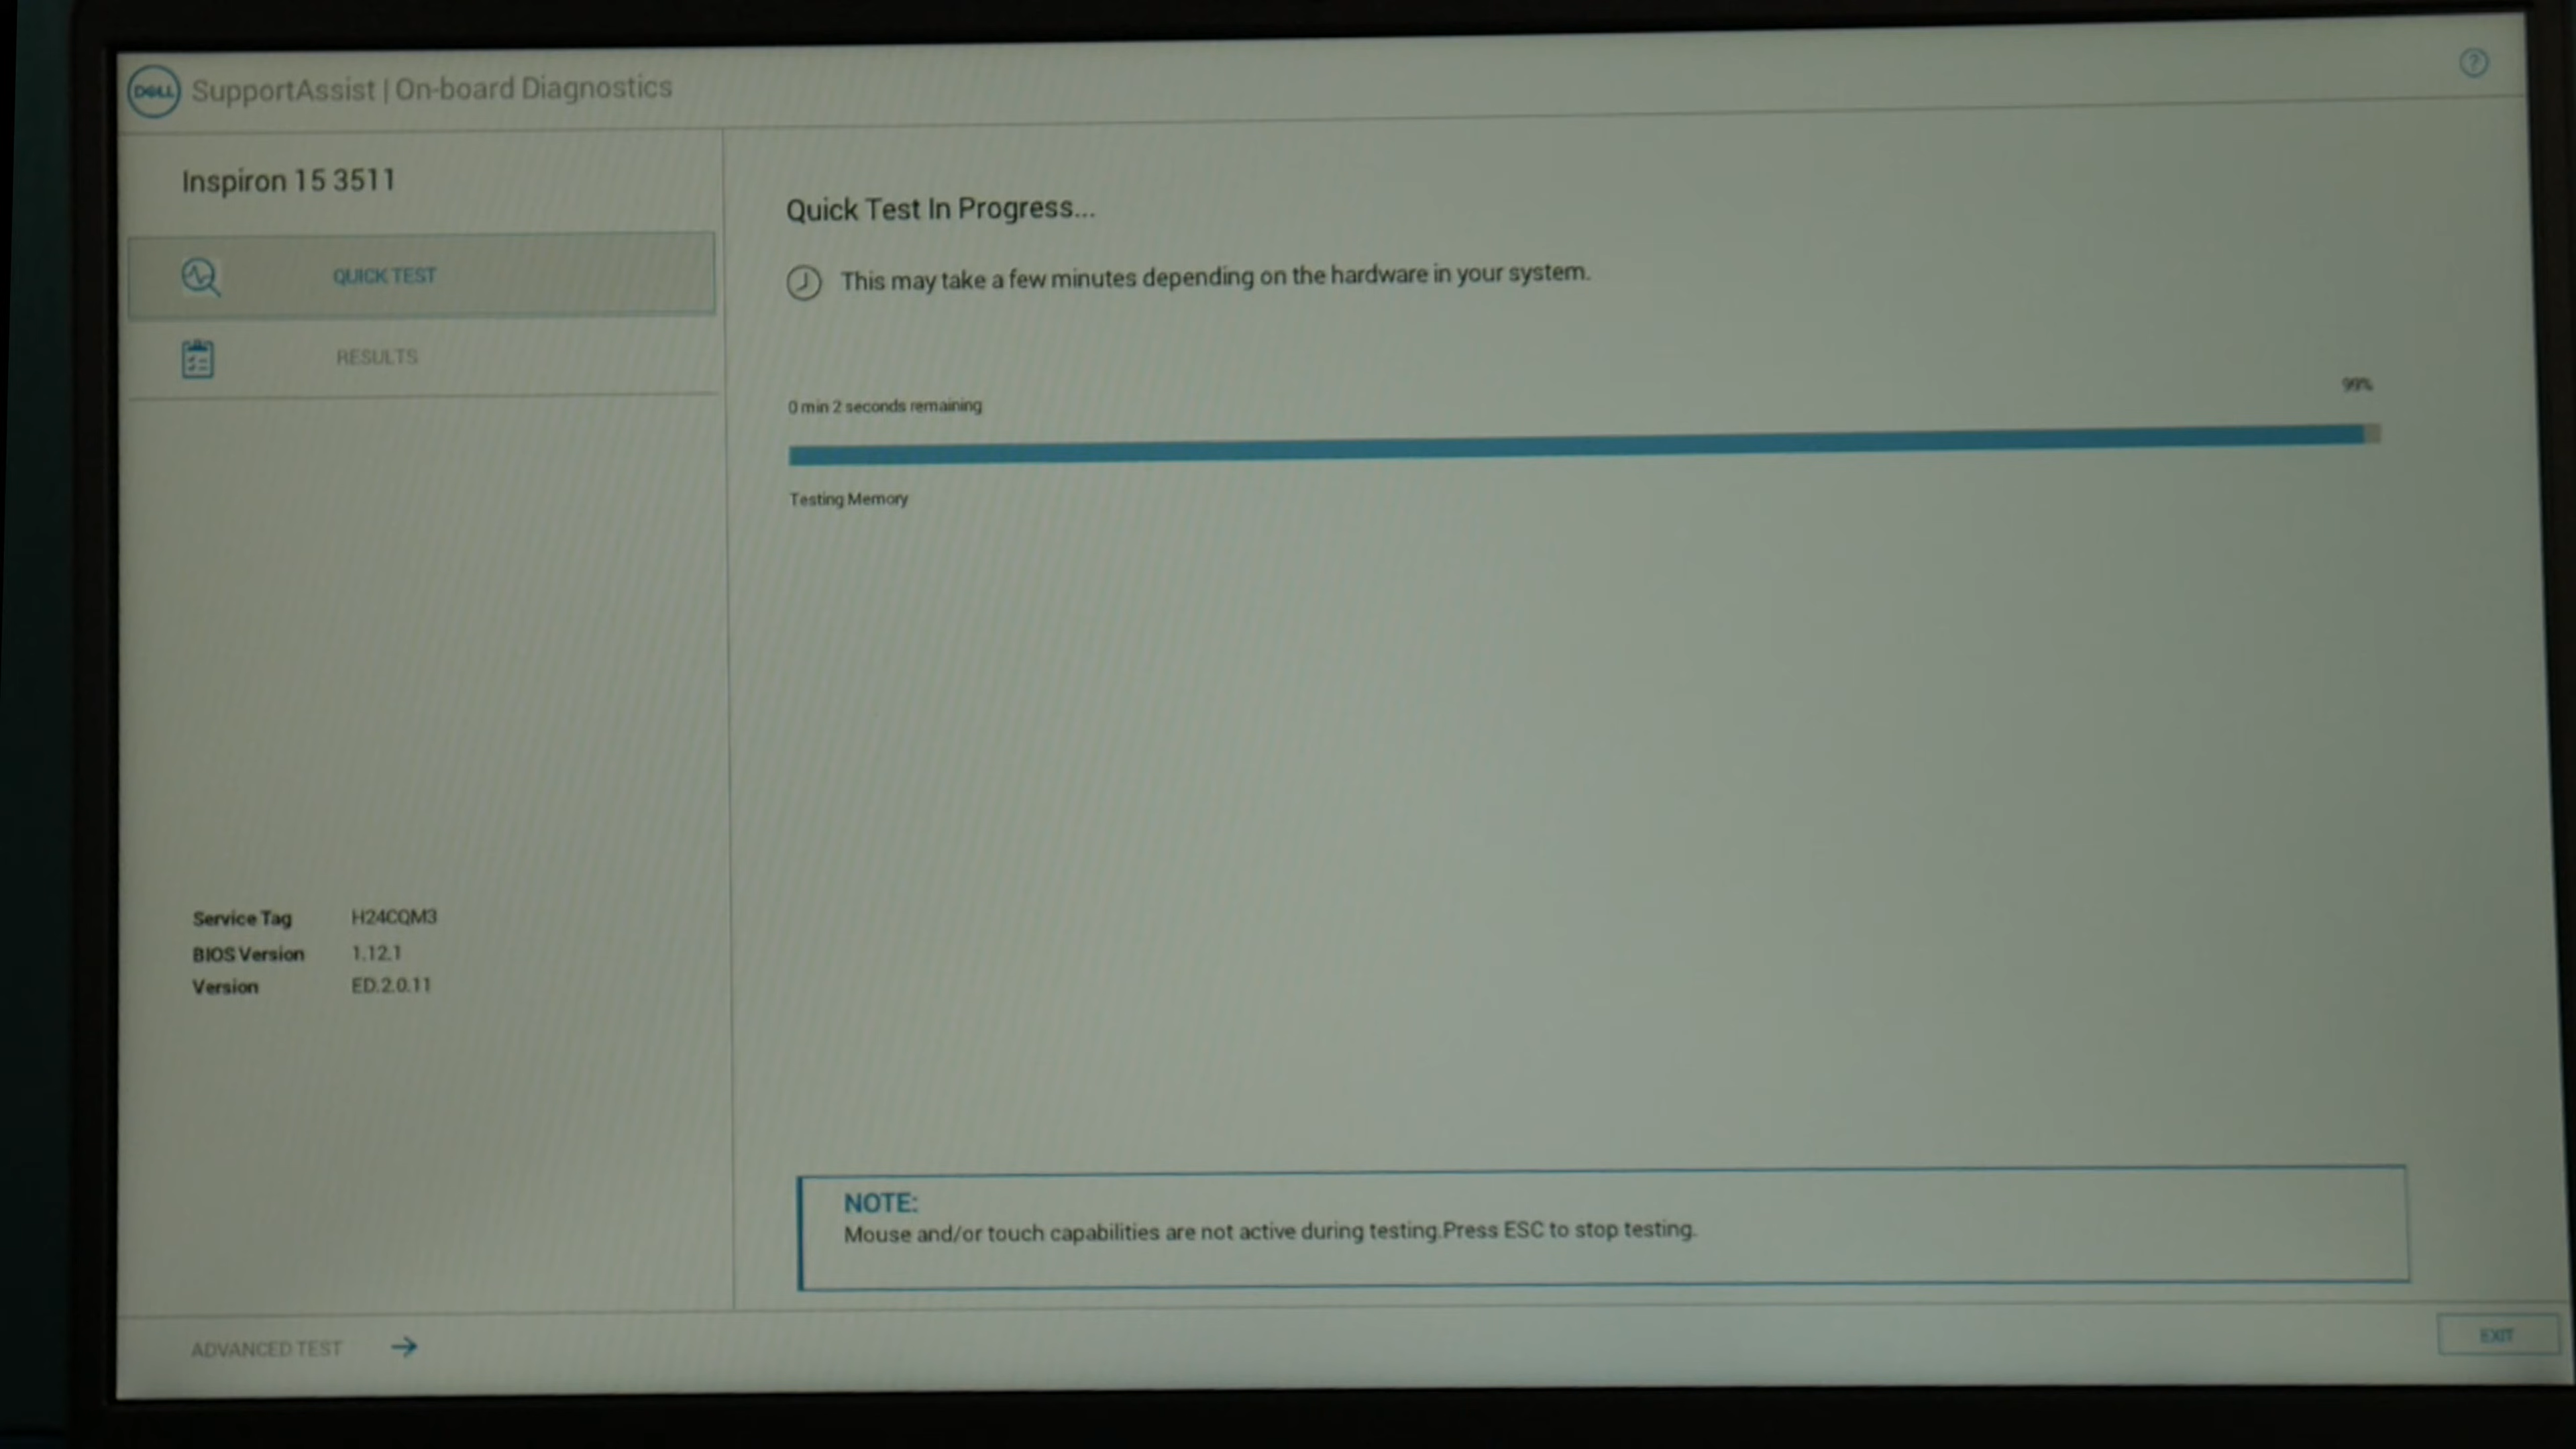 DELL SupportAssist | On-board Diagnostics
?
Inspiron 15 3511
QUICK TEST
RESULTS
Service Tag H24CQM3
BIOS Version 1.12.1
Version ED.2.0.11
ADVANCED TEST
Quick Test In Progress...
This may take a few minutes depending on the hardware in your system.
99%
0 min 2 seconds remaining
Testing Memory
NOTE:
Mouse and/or touch capabilities are not active during testing.Press ESC to stop testing.
EXIT